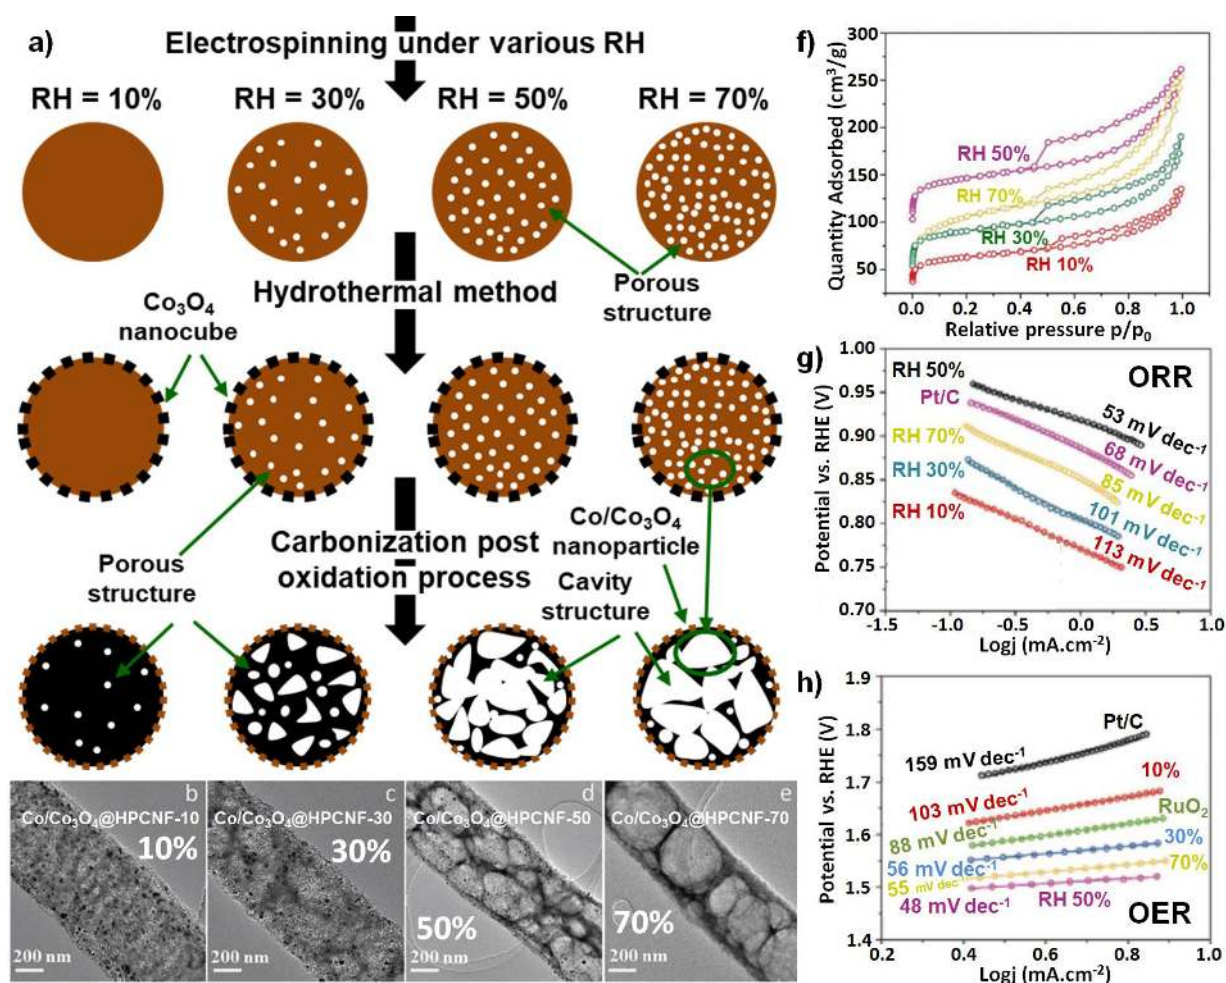 a)
Electrospinning under various RH
RH = 10%
RH = 30%
RH = 50%
RH = 70%
Porous
structure
Hydrothermal method
Co₃O₄
nanocube
Porous
structure
Carbonization post
oxidation process
Co/Co₃O₄
nanoparticle
Cavity
structure
b
Co/Co₃O₄@HPCNF-10
10%
200 nm
c
Co/Co₃O₄@HPCNF-30
30%
200 nm
d
Co/Co₃O₄@HPCNF-50
50%
200 nm
e
Co/Co₃O₄@HPCNF-70
70%
200 nm
f)
Quantity Adsorbed (cm³/g)
300
250
200
150
100
50
RH 50%
RH 70%
RH 30%
RH 10%
0.0 0.2 0.4 0.6 0.8 1.0
Relative pressure p/p₀
g)
ORR
Potential vs. RHE (V)
1.00
0.95
0.90
0.85
0.80
0.75
0.70
RH 50%
Pt/C
RH 70%
RH 30%
RH 10%
53 mV dec⁻¹
68 mV dec⁻¹
85 mV dec⁻¹
101 mV dec⁻¹
113 mV dec⁻¹
-1.5 -1.0 -0.5 0.0 0.5 1.0
Logj (mA.cm⁻²)
h)
Potential vs. RHE (V)
1.9
1.8
1.7
1.6
1.5
1.4
Pt/C
159 mV dec⁻¹
10%
103 mV dec⁻¹
RuO₂
88 mV dec⁻¹
30%
56 mV dec⁻¹
70%
55 mV dec⁻¹
48 mV dec⁻¹
RH 50%
OER
0.4 0.6 0.8 1.0
Logj (mA.cm⁻²)